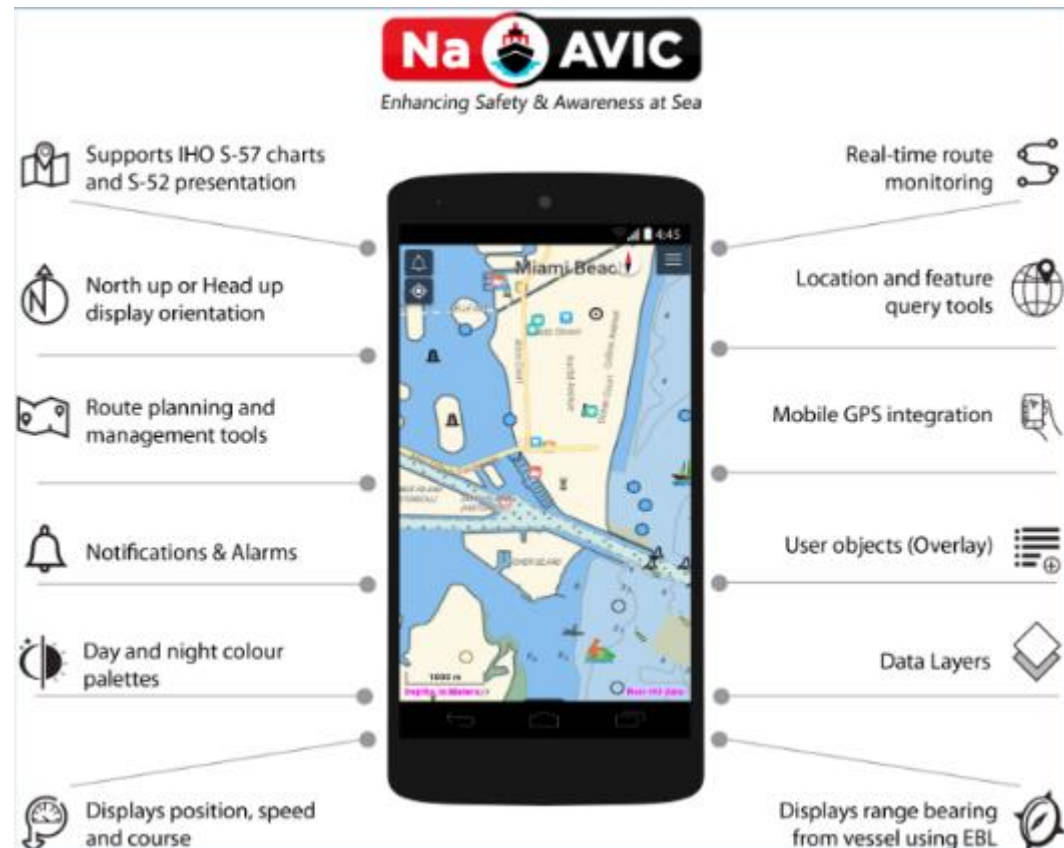 Na AVIC
Enhancing Safety & Awareness at Sea
Supports IHO S-57 charts
and S-52 presentation
North up or Head up
display orientation
Route planning and
management tools
Notifications & Alarms
Day and night colour
palettes
Displays position, speed
and course
4:45
Miami Beach
1000 m
Depths in Meters
Real-time route
monitoring
Location and feature
query tools
Mobile GPS integration
User objects (Overlay)
Data Layers
Displays range bearing
from vessel using EBL